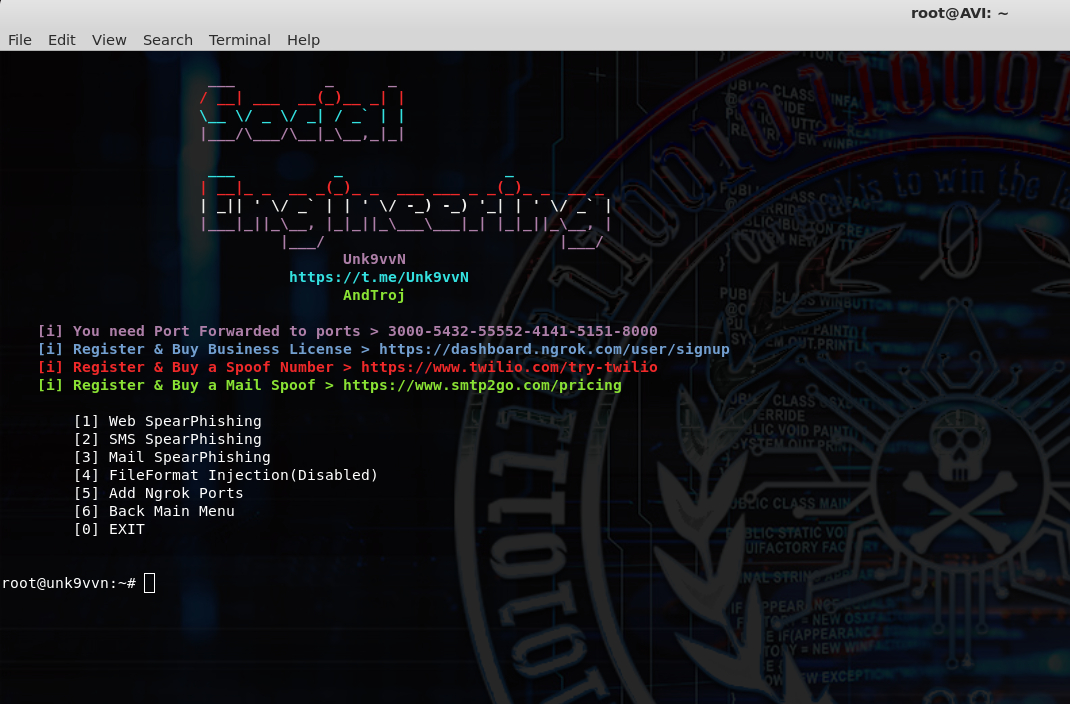 root@AVI: ~
File Edit View Search Terminal Help
Social
Engineering
Unk9vvN
https://t.me/Unk9vvN
AndTroj
[i] You need Port Forwarded to ports > 3000-5432-55552-4141-5151-8000
[i] Register & Buy Business License > https://dashboard.ngrok.com/user/signup
[i] Register & Buy a Spoof Number > https://www.twilio.com/try-twilio
[i] Register & Buy a Mail Spoof > https://www.smtp2go.com/pricing
[1] Web SpearPhishing
[2] SMS SpearPhishing
[3] Mail SpearPhishing
[4] FileFormat Injection(Disabled)
[5] Add Ngrok Ports
[6] Back Main Menu
[0] EXIT
root@unk9vvn:~#